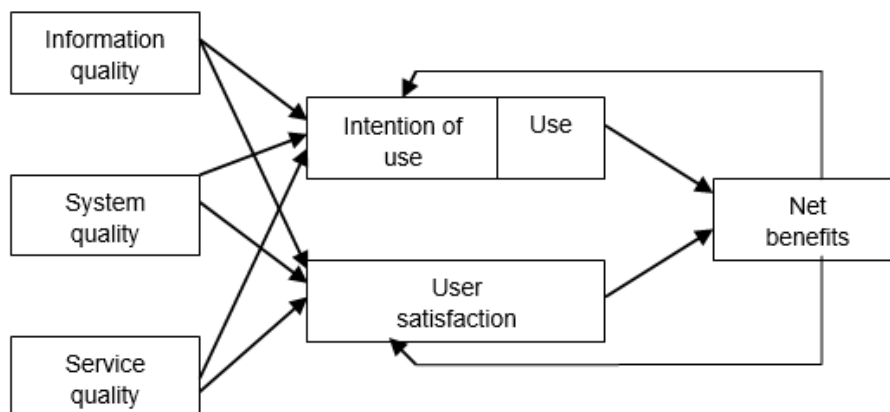 Information
quality
Intention of
use
Use
System
quality
Net
benefits
User
satisfaction
Service
quality